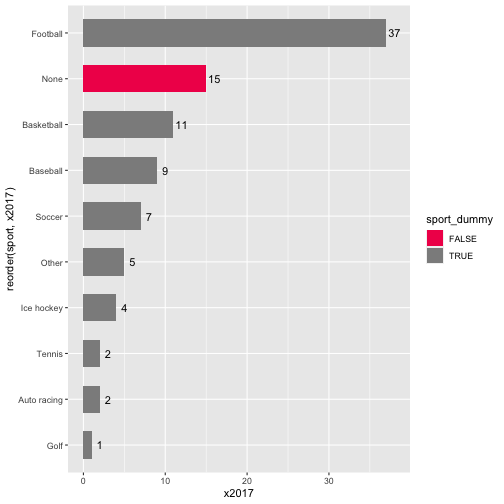 Football
37
None
15
Basketball
11
Baseball
9
Soccer
7
Other
5
Ice hockey
4
Tennis
2
Auto racing
2
Golf
1
0
10
20
30
x2017
reorder(sport, x2017)
sport_dummy
FALSE
TRUE